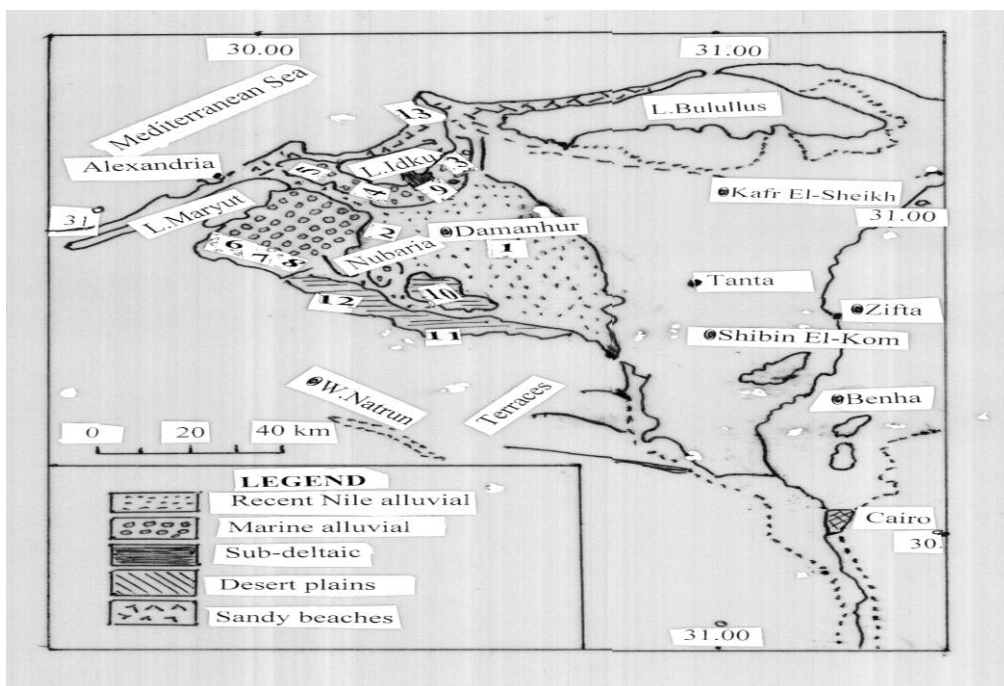 30.00
31.00
Mediterranean Sea
L.Bulullus
13
Alexandria
L.Idku
5
3
4
9
Kafr El-Sheikh
31
L.Maryut
31.00
2
Damanhur
1
6
7
8
Nubaria
10
Tanta
12
Zifta
11
Shibin El-Kom
W.Natrun
Terraces
Benha
0 20 40 km
LEGEND
Recent Nile alluvial
Marine alluvial
Sub-deltaic
Desert plains
Sandy beaches
Cairo
30.
31.00